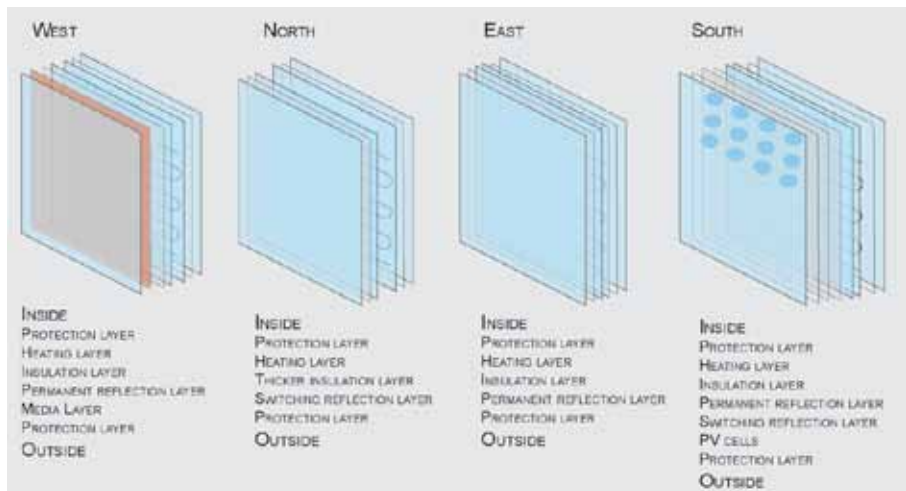 WEST
INSIDE
PROTECTION LAYER
HEATING LAYER
INSULATION LAYER
PERMANENT REFLECTION LAYER
MEDIA LAYER
PROTECTION LAYER
OUTSIDE
NORTH
INSIDE
PROTECTION LAYER
HEATING LAYER
THICKER INSULATION LAYER
SWITCHING REFLECTION LAYER
PROTECTION LAYER
OUTSIDE
EAST
INSIDE
PROTECTION LAYER
HEATING LAYER
INSULATION LAYER
PERMANENT REFLECTION LAYER
PROTECTION LAYER
OUTSIDE
SOUTH
INSIDE
PROTECTION LAYER
HEATING LAYER
INSULATION LAYER
PERMANENT REFLECTION LAYER
SWITCHING REFLECTION LAYER
PV CELLS
PROTECTION LAYER
OUTSIDE